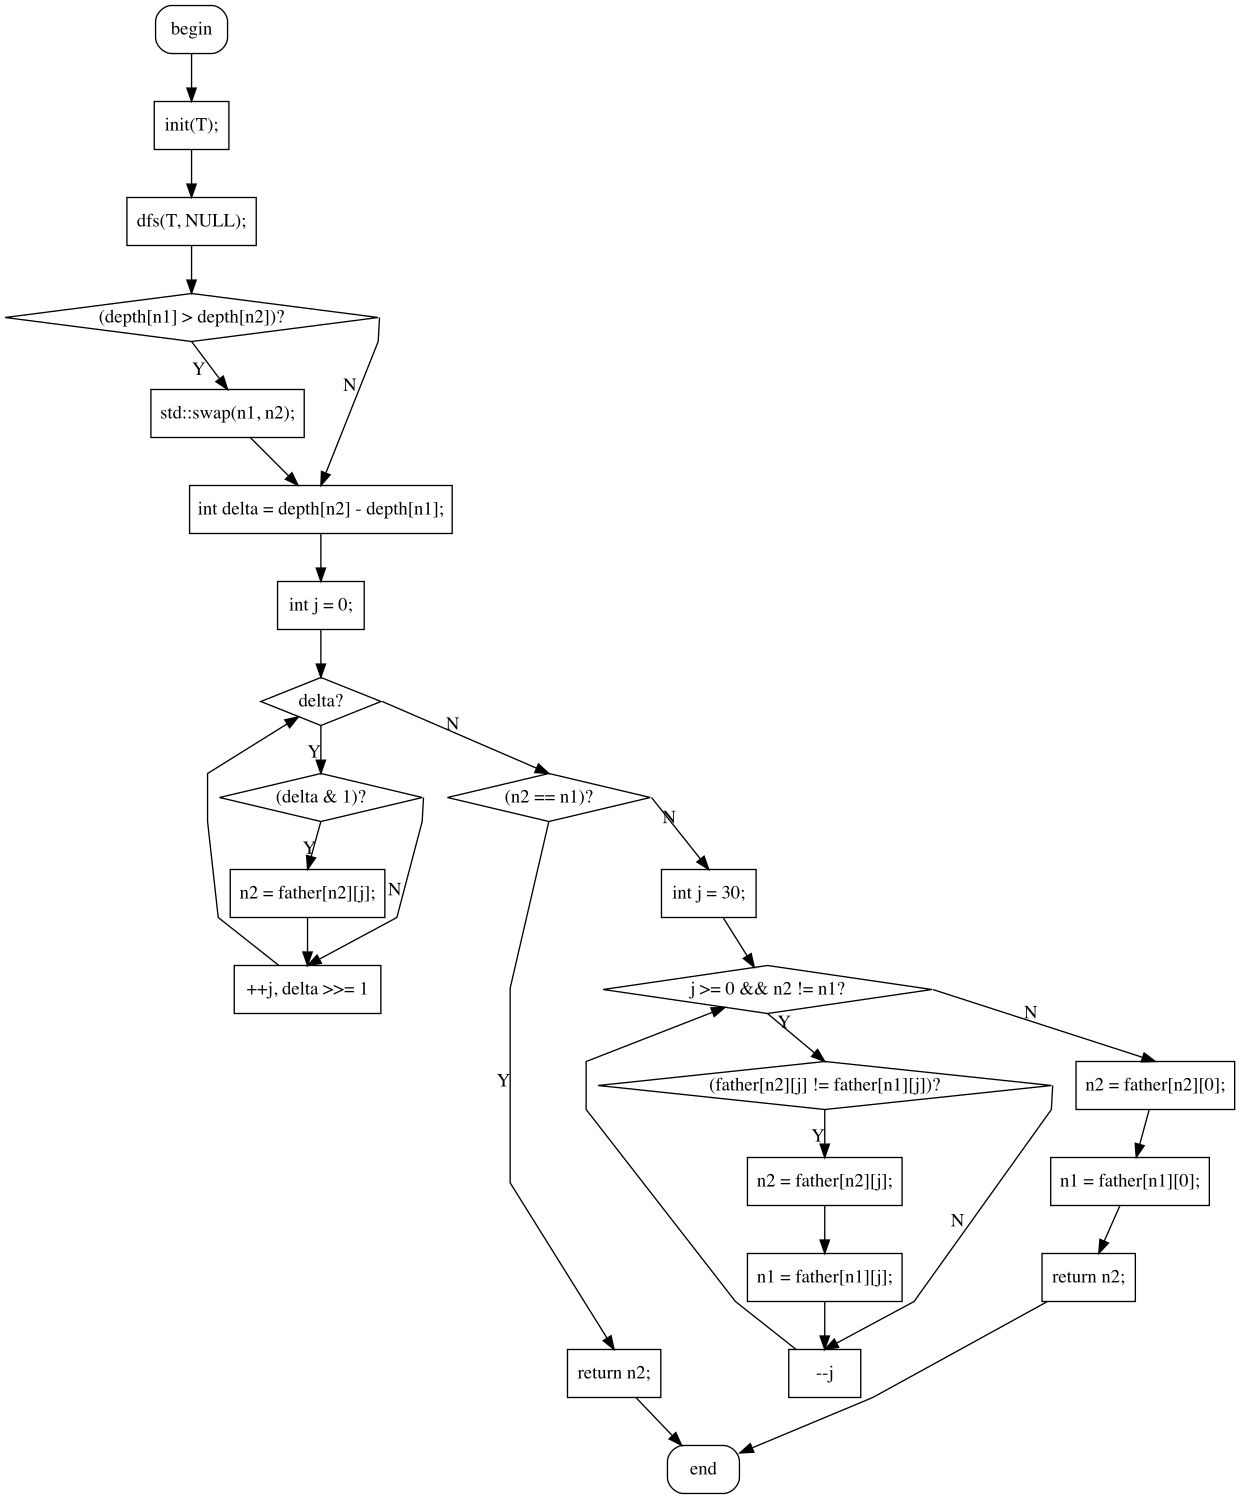 begin
init(T);
dfs(T, NULL);
(depth[n1] > depth[n2])?
Y
N
std::swap(n1, n2);
int delta = depth[n2] - depth[n1];
int j = 0;
delta?
N
Y
(delta & 1)?
(n2 == n1)?
N
Y
n2 = father[n2][j];
N
int j = 30;
++j, delta >>= 1
j >= 0 && n2 != n1?
N
Y
Y
(father[n2][j] != father[n1][j])?
n2 = father[n2][0];
Y
n2 = father[n2][j];
n1 = father[n1][0];
N
n1 = father[n1][j];
return n2;
return n2;
--j
end